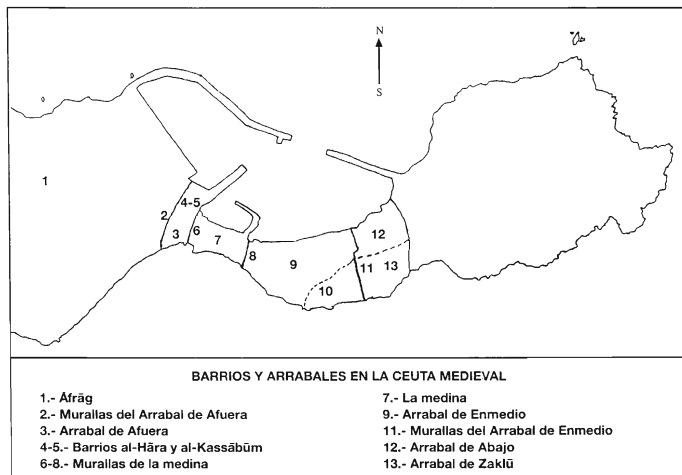 N
S
1
2
3
4-5
6
7
8
9
10
11
12
13
BARRIOS Y ARRABALES EN LA CEUTA MEDIEVAL
1.- Áfrāg
2.- Murallas del Arrabal de Afuera
3.- Arrabal de Afuera
4-5.- Barrios al-Hāra y al-Kassābūm
6-8.- Murallas de la medina
7.- La medina
9.- Arrabal de Enmedio
11.- Murallas del Arrabal de Enmedio
12.- Arrabal de Abajo
13.- Arrabal de Zaklū